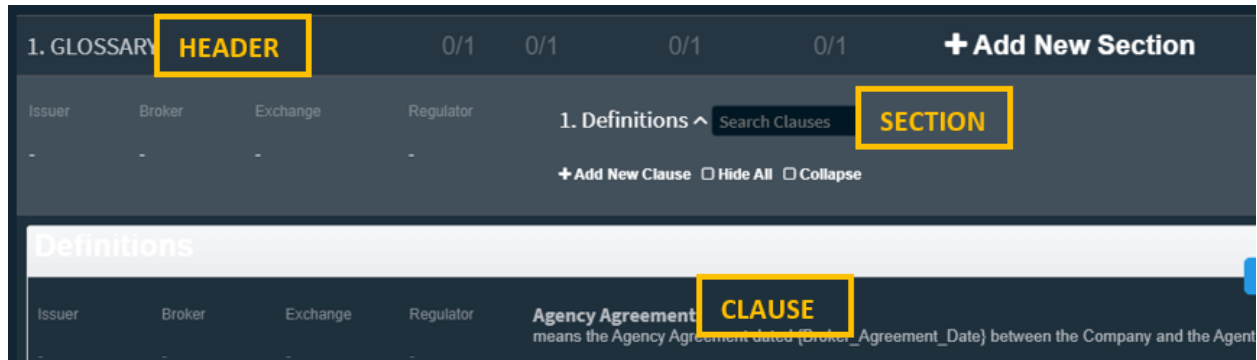 1. GLOSSARY HEADER 0/1 0/1 0/1 0/1 + Add New Section
Issuer Broker Exchange Regulator 1. Definitions Search Clauses SECTION
- - - -
+ Add New Clause Hide All Collapse
Definitions
Issuer Broker Exchange Regulator Agency Agreement CLAUSE
means the Agency Agreement dated {Broker_Agreement_Date} between the Company and the Agent
- - - -